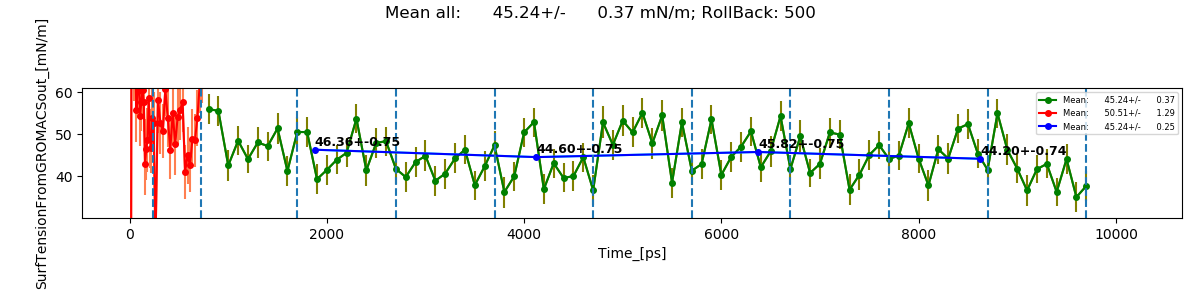 Mean all: 45.24+/- 0.37 mN/m; RollBack: 500
SurfTensionFromGROMACSout_[mN/m]
60
50
40
Mean: 45.24+/- 0.37
Mean: 50.51+/- 1.29
Mean: 45.24+/- 0.25
46.36+-0.75
44.60+-0.75
45.82+-0.75
44.20+-0.74
0
2000
4000
6000
8000
10000
Time_[ps]